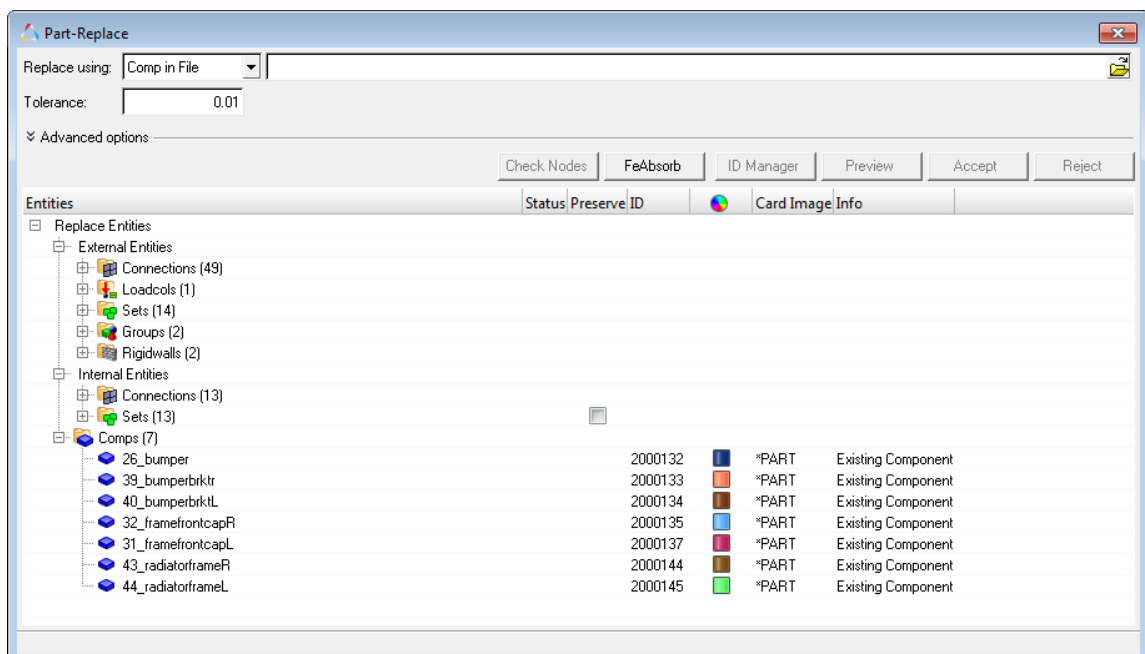 Part-Replace
Replace using: Comp in File
Tolerance: 0.01
Advanced options
Check Nodes FeAbsorb ID Manager Preview Accept Reject
Entities Status Preserve ID Card Image Info
Replace Entities
External Entities
Connections (49)
Loadcols (1)
Sets (14)
Groups (2)
Rigidwalls (2)
Internal Entities
Connections (13)
Sets (13)
Comps (7)
26_bumper 2000132 *PART Existing Component
39_bumperbrktr 2000133 *PART Existing Component
40_bumperbrktL 2000134 *PART Existing Component
32_framefrontcapR 2000135 *PART Existing Component
31_framefrontcapL 2000137 *PART Existing Component
43_radiatorframeR 2000144 *PART Existing Component
44_radiatorframeL 2000145 *PART Existing Component